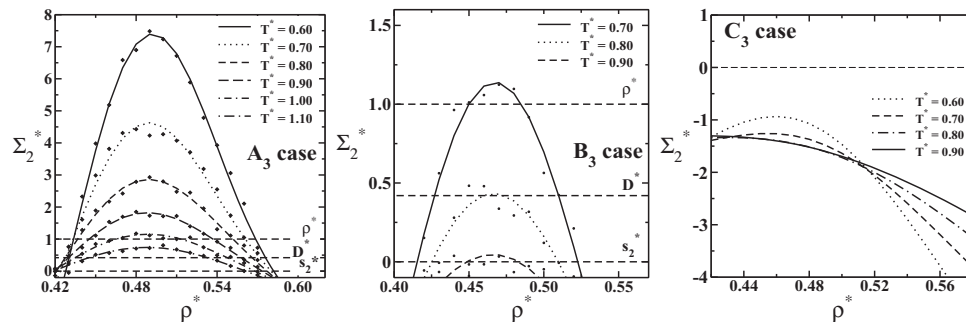 8
7
6
5
4
3
2
1
0
Σ₂*
T* = 0.60
T* = 0.70
T* = 0.80
T* = 0.90
T* = 1.00
T* = 1.10
A₃ case
ρ*
D*
s₂*
0.42
0.48
0.54
0.60
ρ*
1.5
1.0
0.5
0
Σ₂*
T* = 0.70
T* = 0.80
T* = 0.90
ρ*
B₃ case
D*
s₂*
0.40
0.45
0.50
0.55
ρ*
C₃ case
0
-1
-2
-3
-4
Σ₂*
T* = 0.60
T* = 0.70
T* = 0.80
T* = 0.90
0.44
0.48
0.52
0.56
ρ*